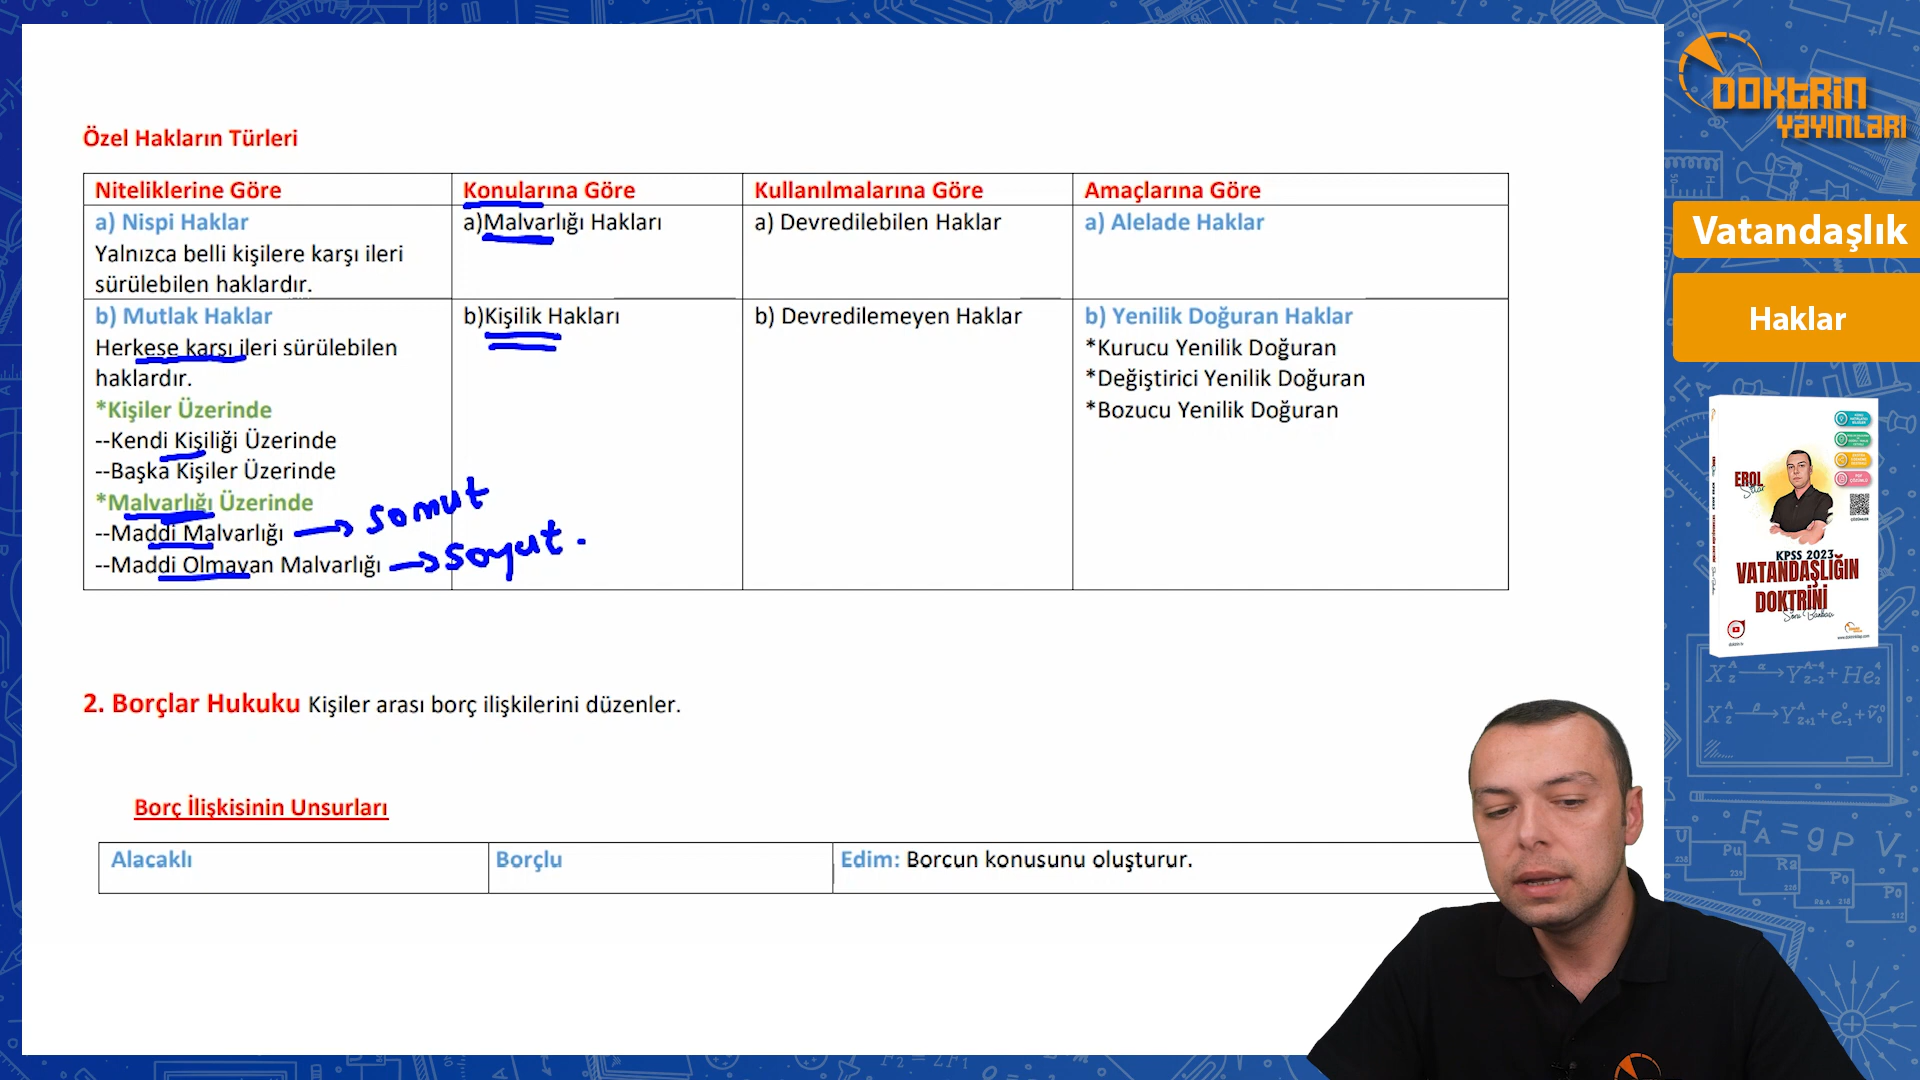 Özel Hakların Türleri
Niteliklerine Göre
Konularına Göre
Kullanılmalarına Göre
Amaçlarına Göre
a) Nispi Haklar
Yalnızca belli kişilere karşı ileri
sürülebilen haklardır.
a)Malvarlığı Hakları
a) Devredilebilen Haklar
a) Alelade Haklar
b) Mutlak Haklar
Herkese karşı ileri sürülebilen
haklardır.
*Kişiler Üzerinde
--Kendi Kişiliği Üzerinde
--Başka Kişiler Üzerinde
*Malvarlığı Üzerinde
--Maddi Malvarlığı → somut
--Maddi Olmayan Malvarlığı → soyut.
b)Kişilik Hakları
b) Devredilemeyen Haklar
b) Yenilik Doğuran Haklar
*Kurucu Yenilik Doğuran
*Değiştirici Yenilik Doğuran
*Bozucu Yenilik Doğuran
2. Borçlar Hukuku Kişiler arası borç ilişkilerini düzenler.
Borç İlişkisinin Unsurları
Alacaklı
Borçlu
Edim: Borcun konusunu oluşturur.
DOKTRİN
YAYINLARI
Vatandaşlık
Haklar
EROL
KPSS 2023
VATANDAŞLIĞIN
DOKTRİNİ
Soru Bankası